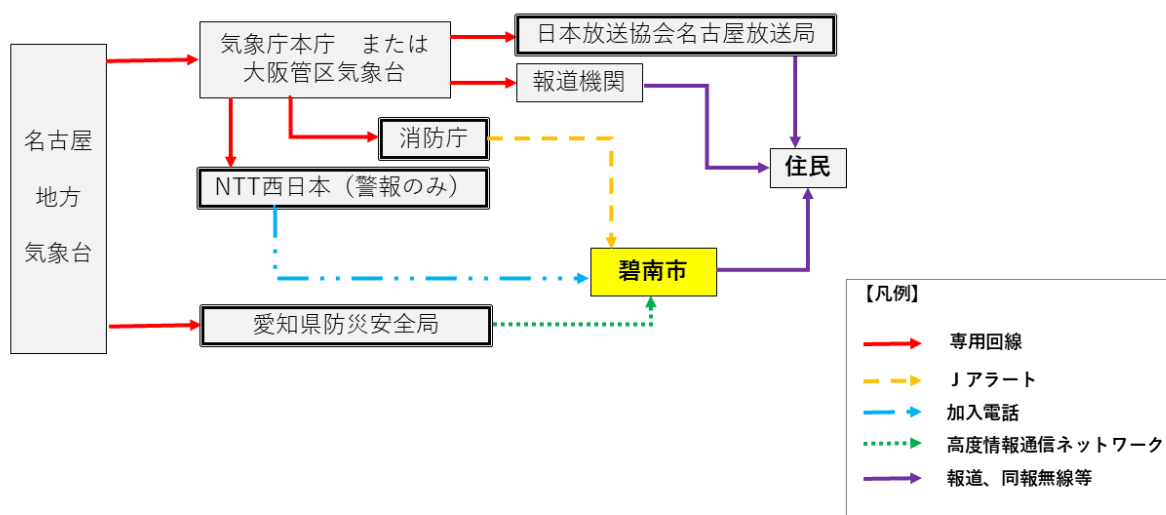 気象庁本庁　または
大阪管区気象台
日本放送協会名古屋放送局
報道機関
名古屋
地方
気象台
消防庁
住民
NTT西日本（警報のみ）
碧南市
愛知県防災安全局
【凡例】
専用回線
Ｊアラート
加入電話
高度情報通信ネットワーク
報道、同報無線等